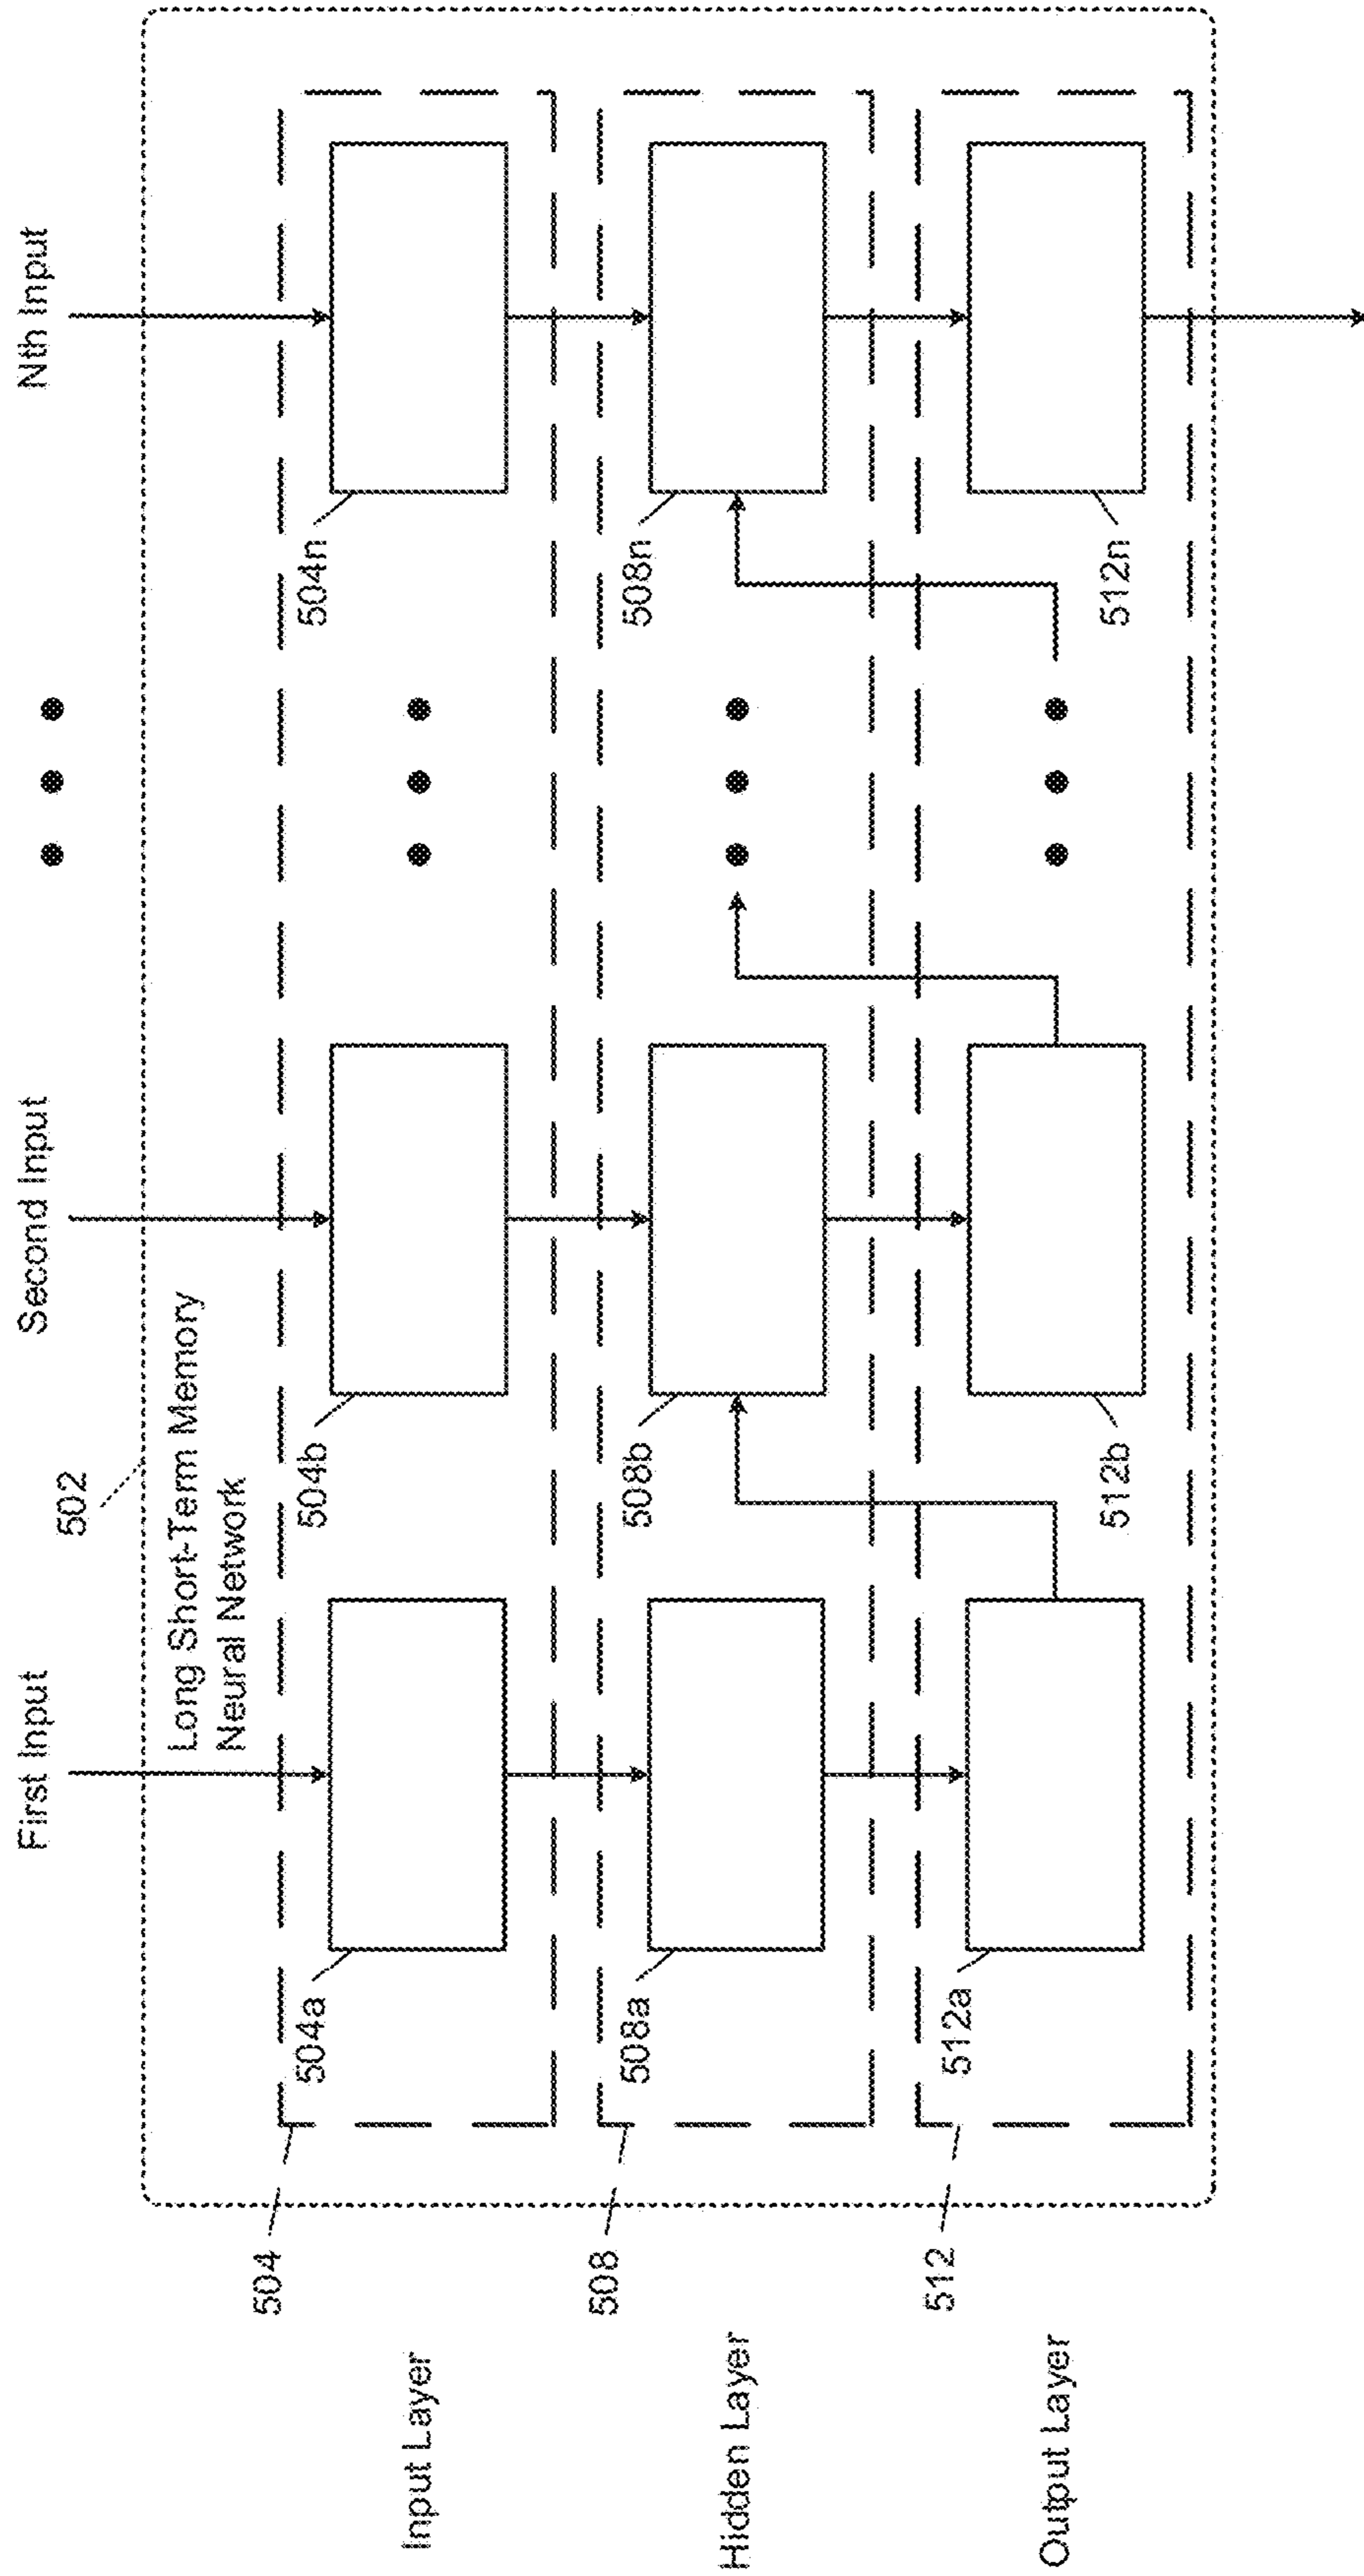 First Input
Second Input
Nth Input
502
Long Short-Term Memory
Neural Network
504
504a
504b
504n
Input Layer
508
508a
508b
508n
Hidden Layer
512
512a
512b
512n
Output Layer